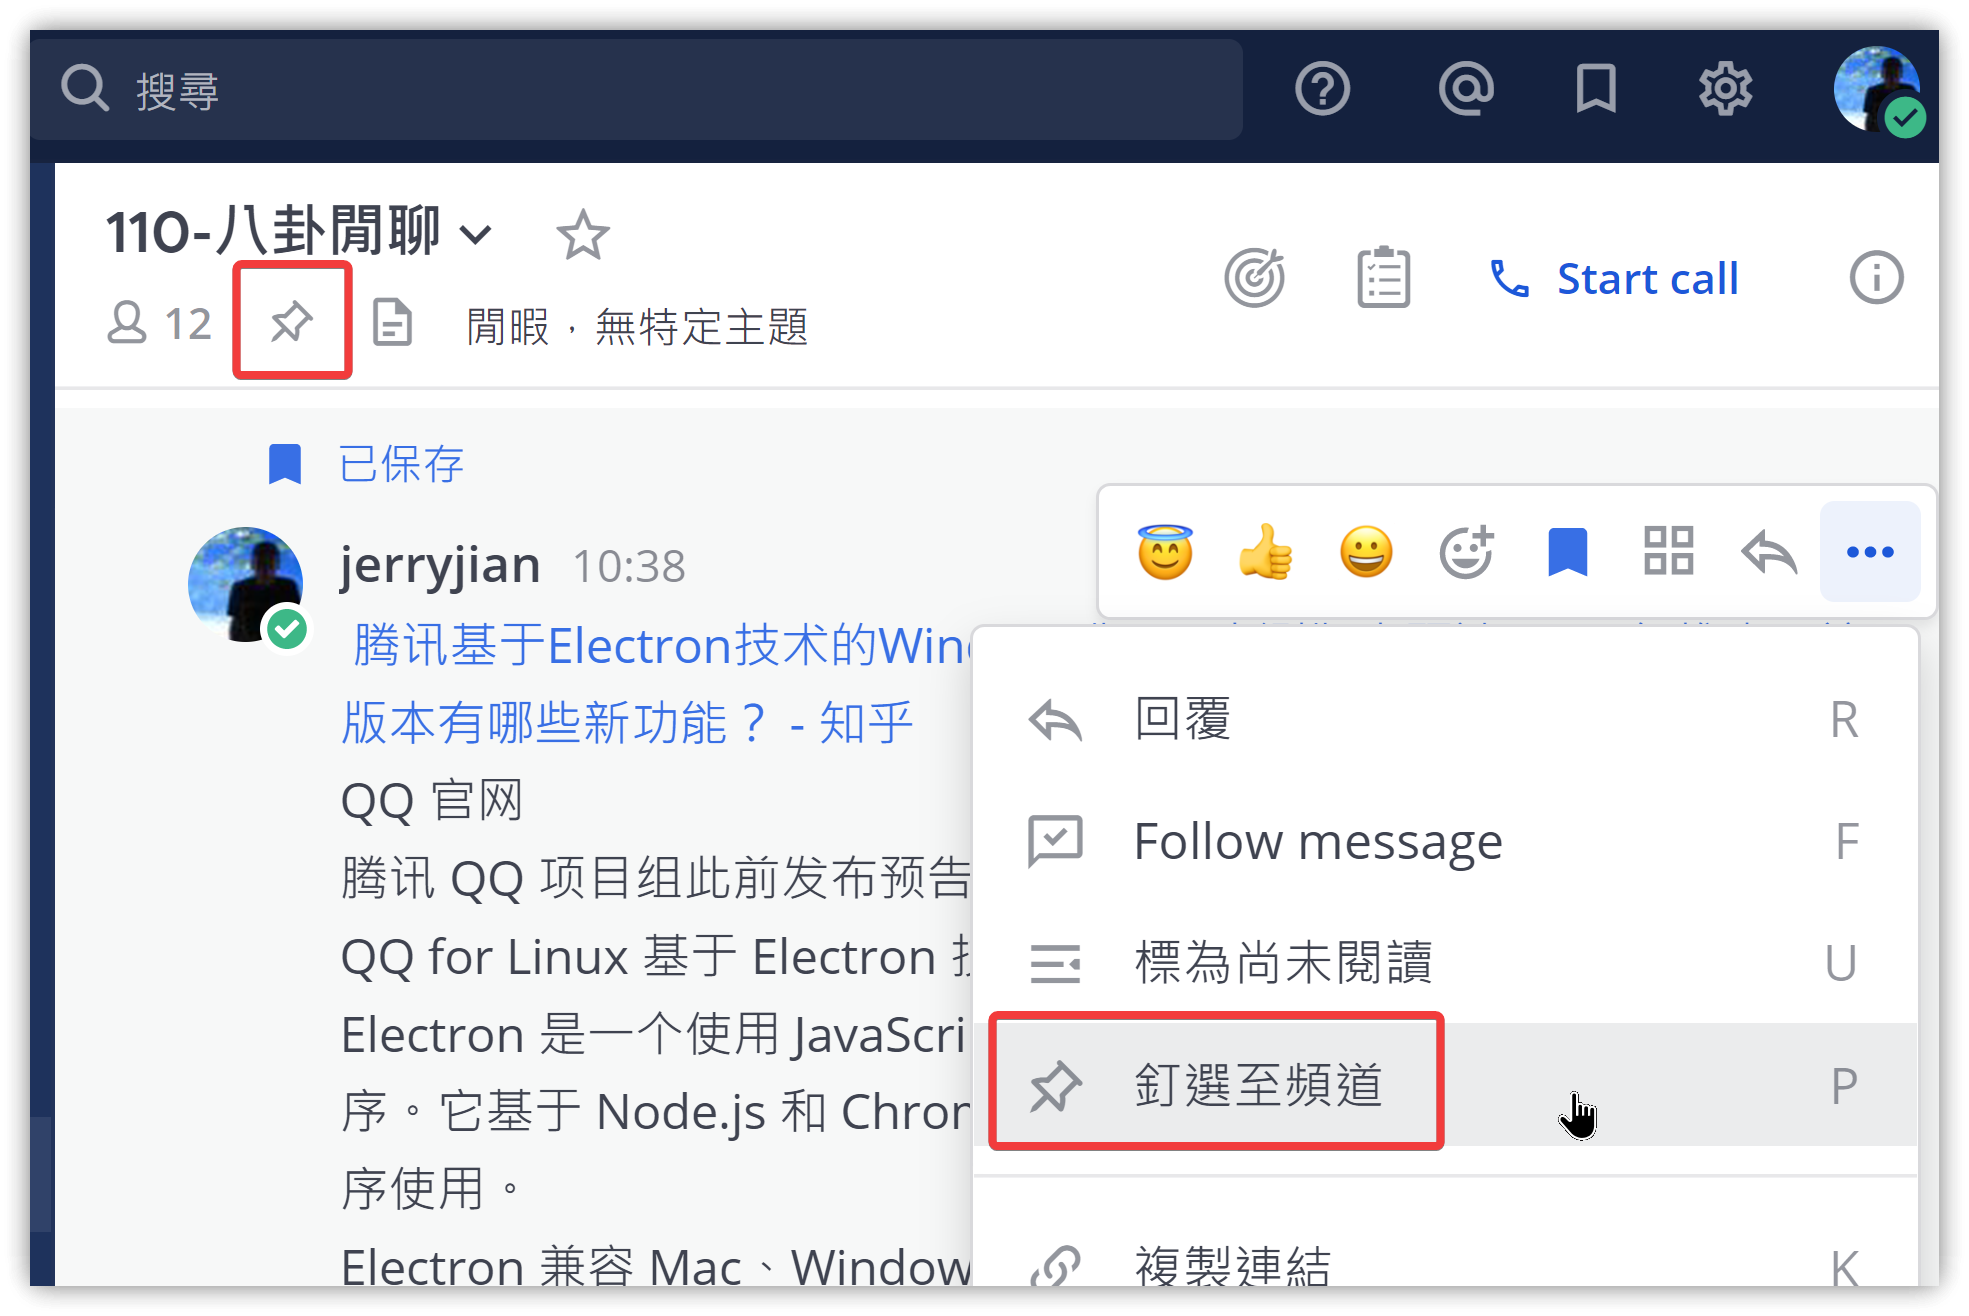 搜尋
110-八卦閒聊
12 閒暇，無特定主題
Start call
已保存
jerryjian 10:38
腾讯基于Electron技术的Win
版本有哪些新功能？ - 知乎
QQ 官网
腾讯 QQ 项目组此前发布预告
QQ for Linux 基于 Electron
Electron 是一个使用 JavaScri
序。它基于 Node.js 和 Chro
序使用。
Electron 兼容 Mac、Window
回覆 R
Follow message F
標為尚未閱讀 U
釘選至頻道 P
複製連結 K